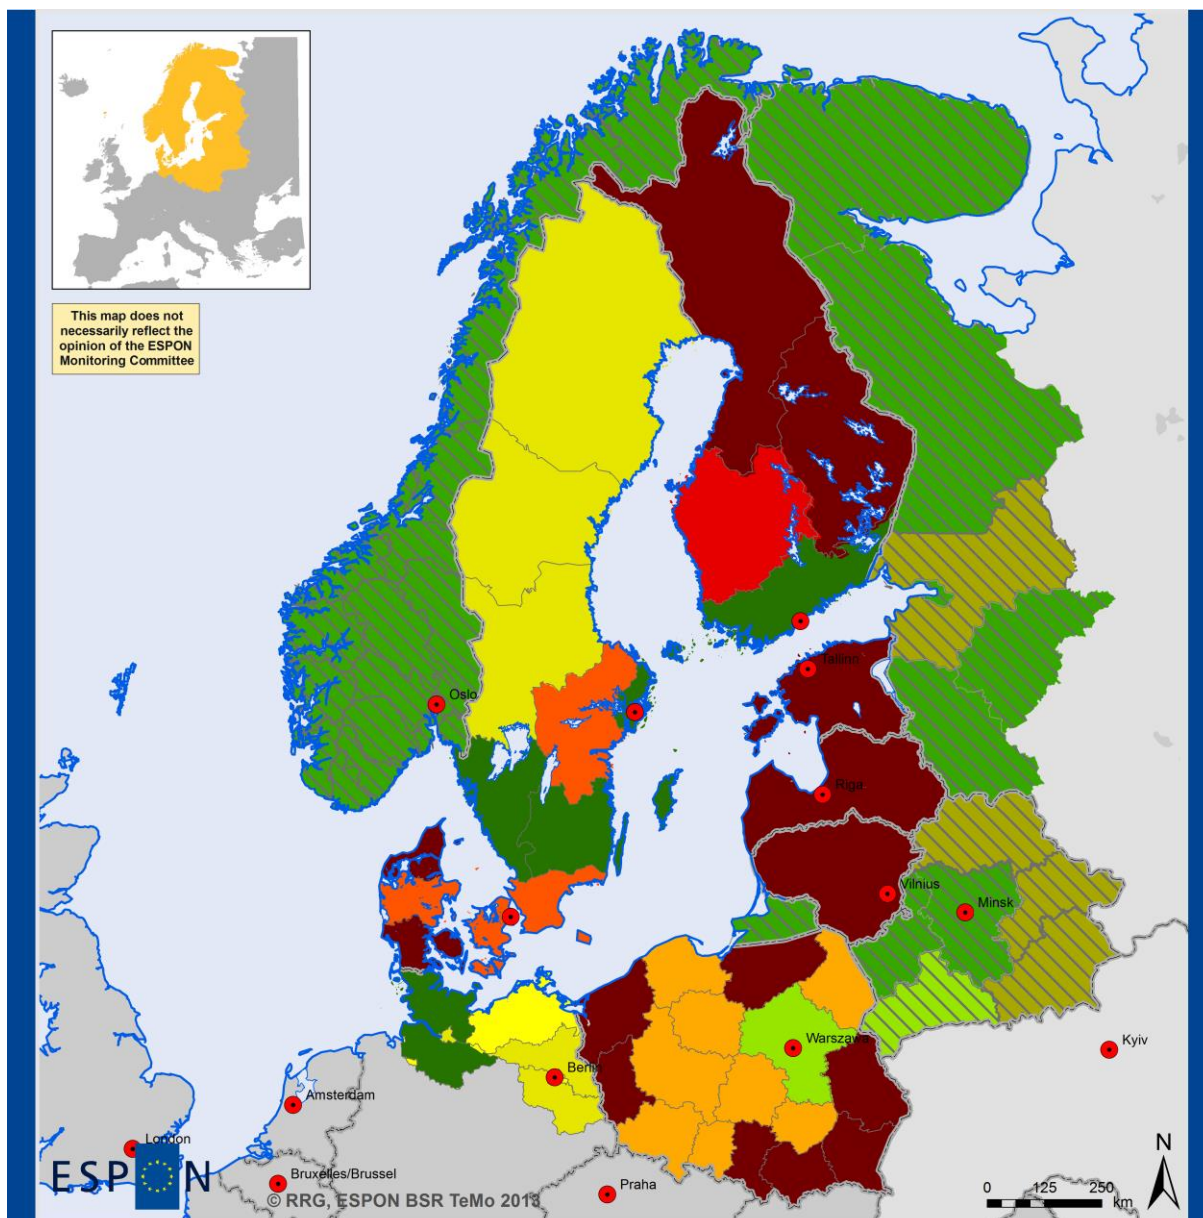 This map does not
necessarily reflect the
opinion of the ESPON
Monitoring Committee
Oslo
Tallinn
Riga
Vilnius
Minsk
Warszawa
Kyiv
Berlin
Amsterdam
London
Bruxelles/Brussel
Praha
ESPON
© RRG, ESPON BSR TeMo 2013
N
0 125 250
km